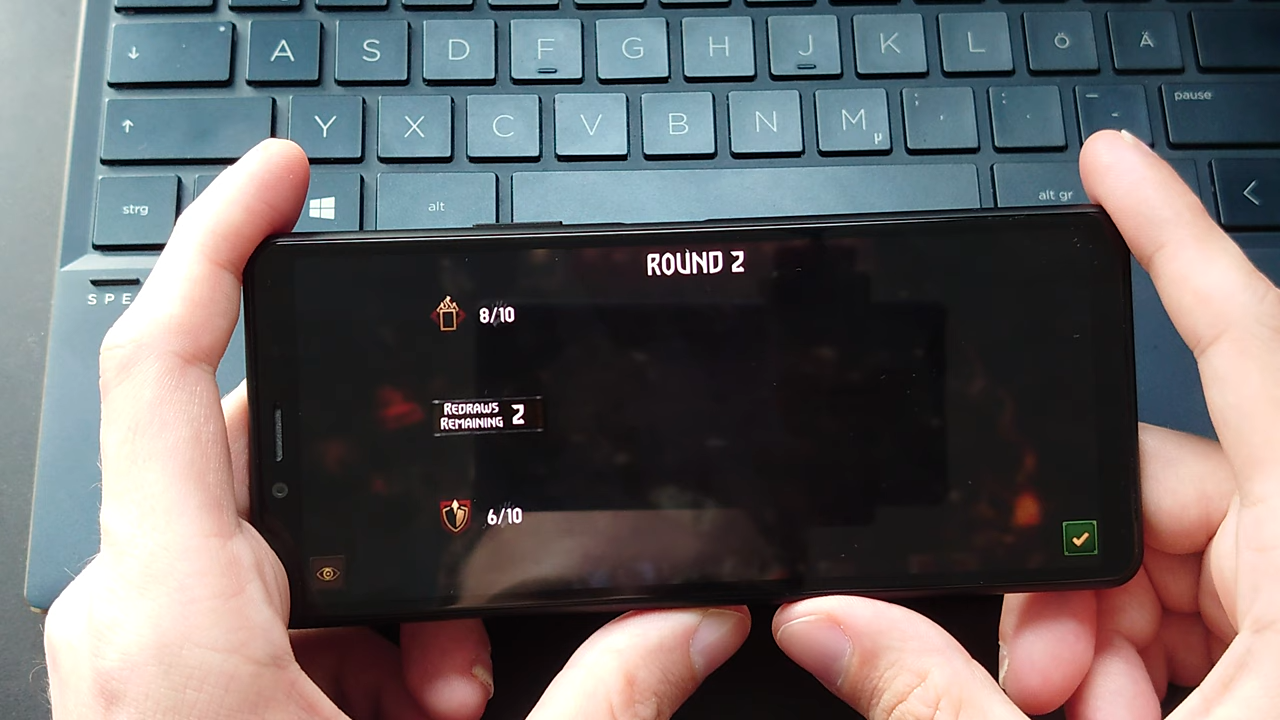 A S D F G H J K L Ö Ä
Y X C V B N M µ ; , : . – - pause
strg alt alt gr
SPE
ROUND 2
8/10
REDRAWS
REMAINING 2
6/10